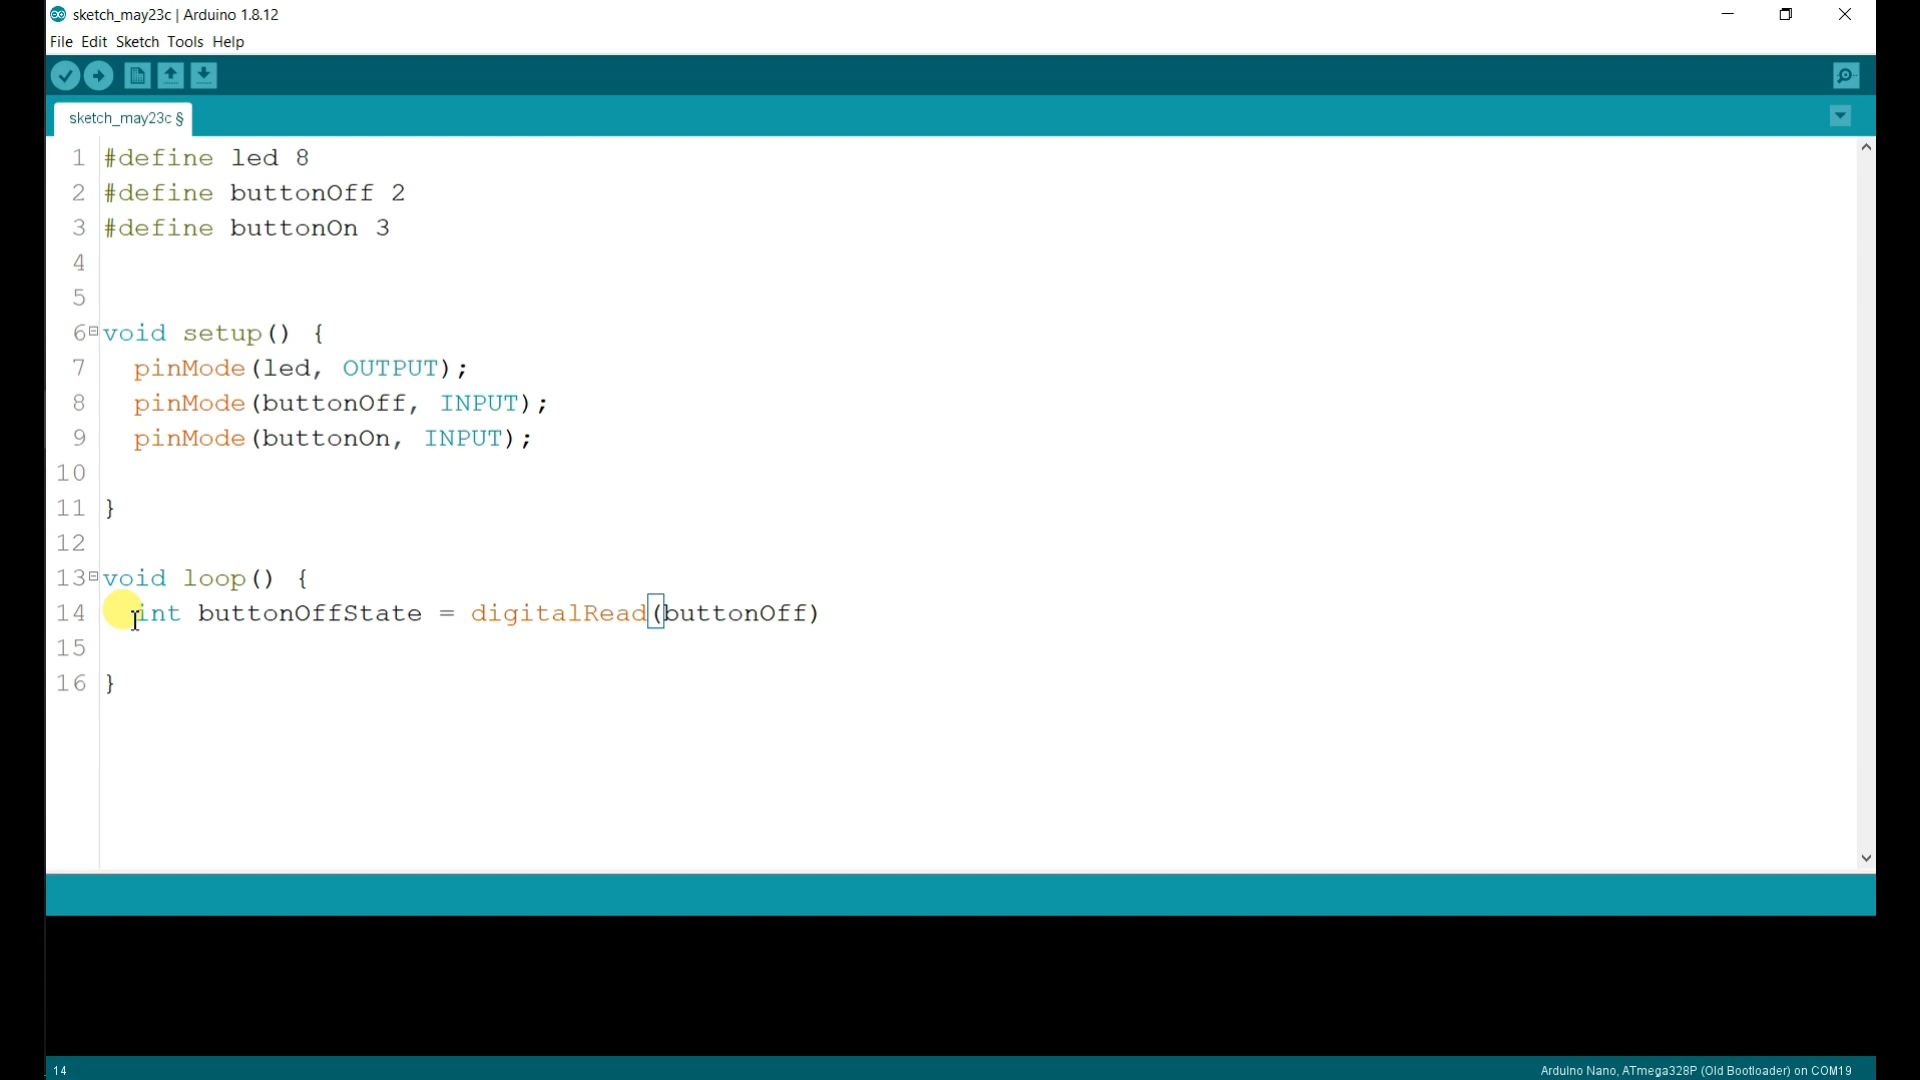 sketch_may23c | Arduino 1.8.12
File Edit Sketch Tools Help
sketch_may23c §
1 #define led 8
2 #define buttonOff 2
3 #define buttonOn 3
4
5
6 void setup() {
7 pinMode(led, OUTPUT);
8 pinMode(buttonOff, INPUT);
9 pinMode(buttonOn, INPUT);
10
11 }
12
13 void loop() {
14 int buttonOffState = digitalRead(buttonOff)
15
16 }
14 Arduino Nano, ATmega328P (Old Bootloader) on COM19